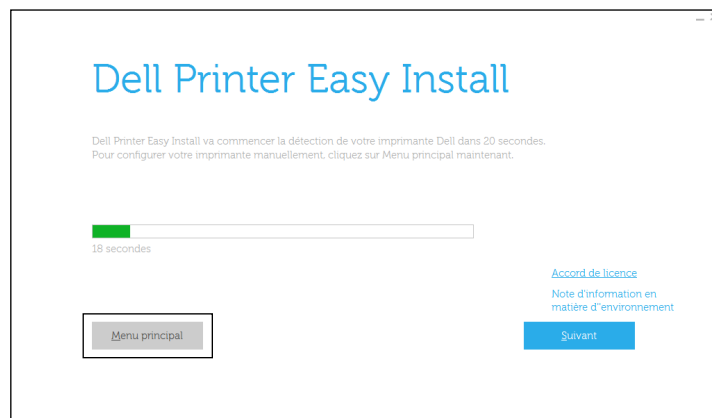 Dell Printer Easy Install
Dell Printer Easy Install va commencer la détection de votre imprimante Dell dans 20 secondes.
Pour configurer votre imprimante manuellement, cliquez sur Menu principal maintenant.
18 secondes
Accord de licence
Note d'information en
matière d''environnement
Menu principal
Suivant